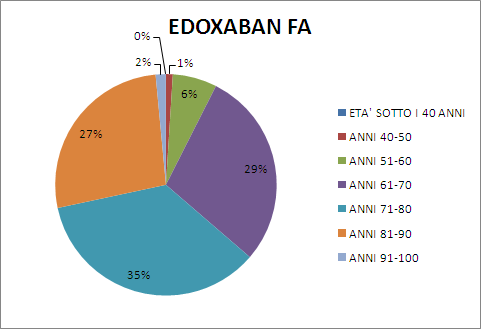 EDOXABAN FA
0%
2%
1%
6%
27%
29%
35%
ETA' SOTTO I 40 ANNI
ANNI 40-50
ANNI 51-60
ANNI 61-70
ANNI 71-80
ANNI 81-90
ANNI 91-100